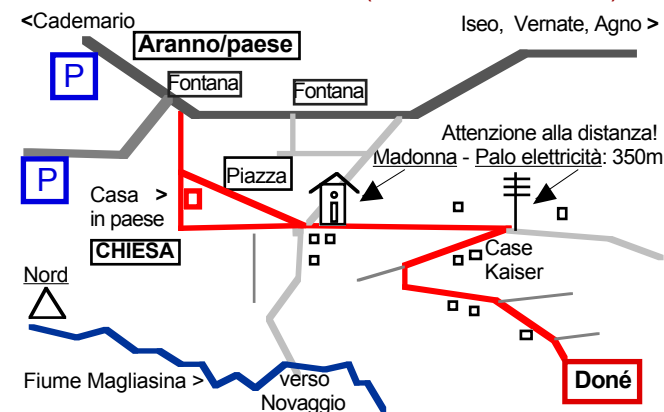 <Cademario
Iseo, Vernate, Agno >
Aranno/paese
P
Fontana
Fontana
Attenzione alla distanza!
Madonna - Palo elettricità: 350m
P
Piazza
Casa >
in paese
CHIESA
Case
Kaiser
Nord
Fiume Magliasina >
verso
Novaggio
Doné